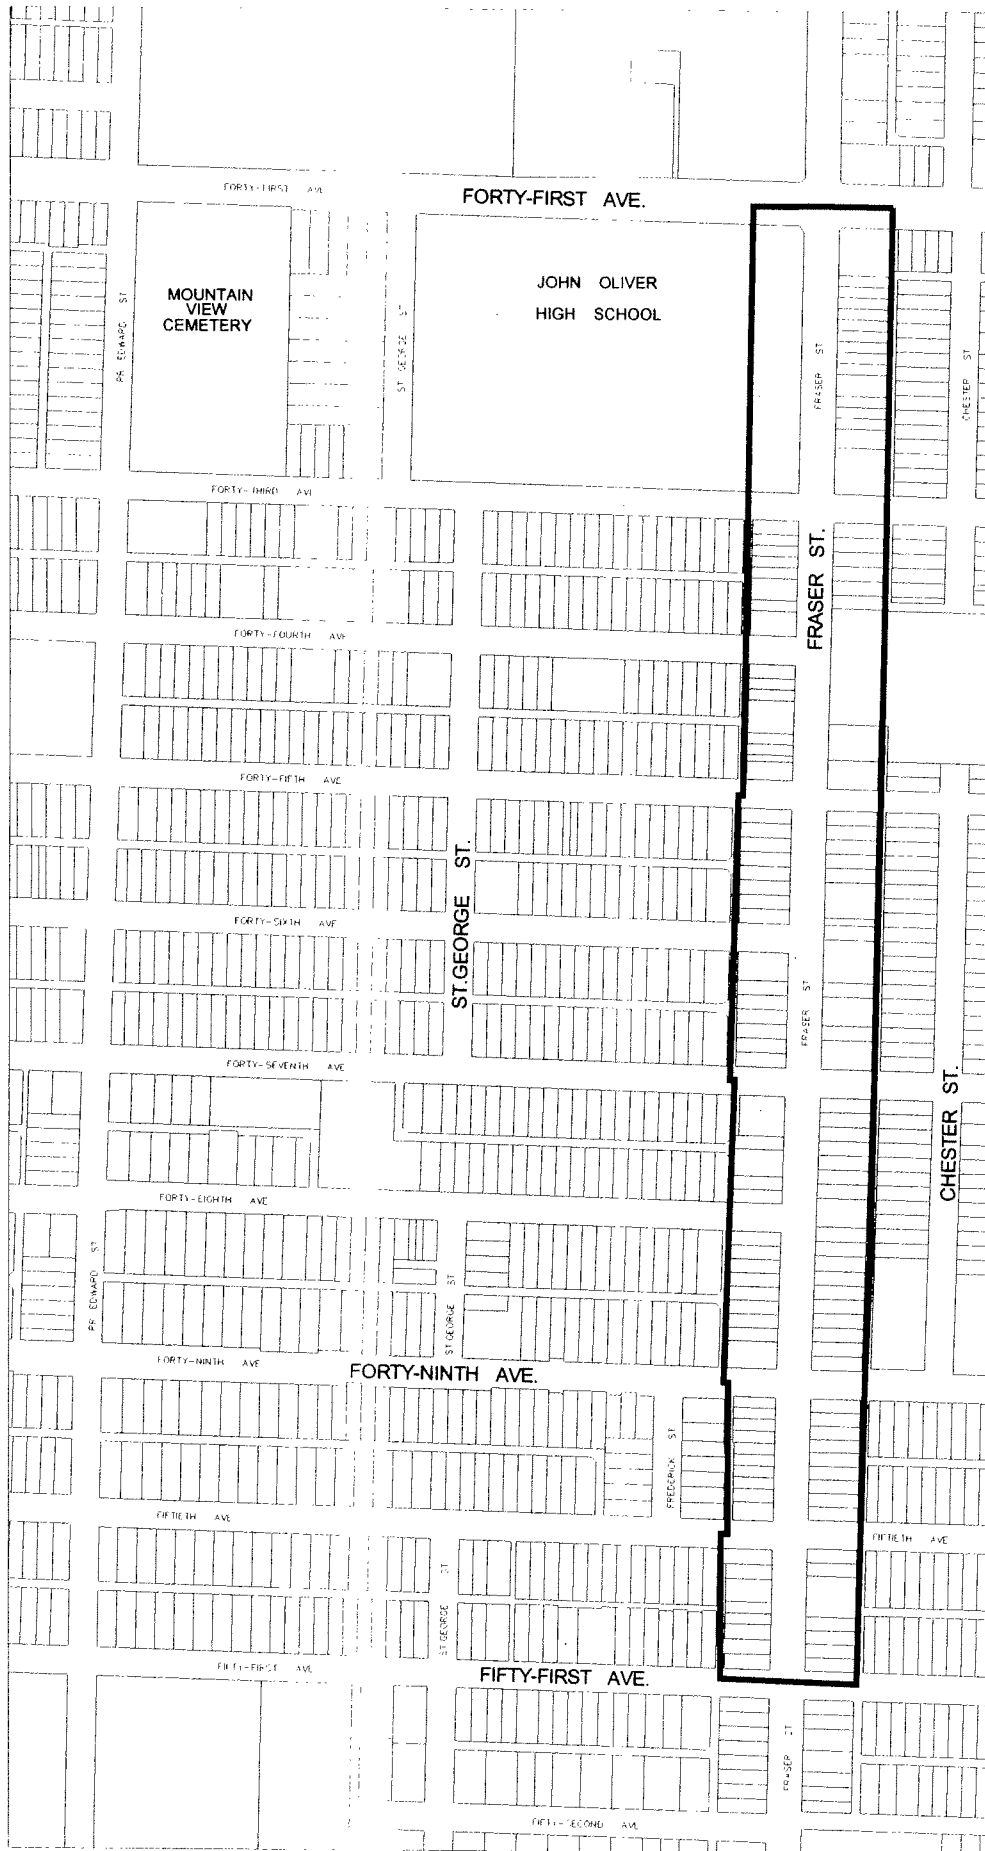 FORTY-FIRST AVE
FORTY-FIRST AVE.
MOUNTAIN
VIEW
CEMETERY
JOHN OLIVER
HIGH SCHOOL
PR EDWARD ST
ST GEORGE ST
FRASER ST
CHESTER ST
FORTY-THIRD AVE
FRASER ST.
FORTY-FOURTH AVE
FORTY-FIFTH AVE
ST.GEORGE ST.
FORTY-SIXTH AVE
FRASER ST
FORTY-SEVENTH AVE
CHESTER ST.
FORTY-EIGHTH AVE
PR EDWARD ST
ST GEORGE ST
FORTY-NINTH AVE
FORTY-NINTH AVE.
FREDERICK ST
FIFTIETH AVE
FIFTIETH AVE
ST GEORGE ST
FIFTY-FIRST AVE
FIFTY-FIRST AVE.
FRASER ST
FIFTY-SECOND AVE